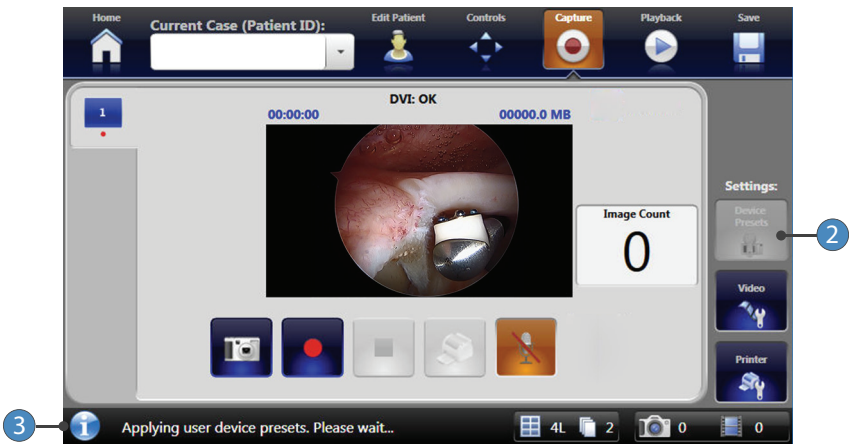 Home
Current Case (Patient ID):
Edit Patient
Controls
Capture
Playback
Save
1
DVI: OK
00:00:00
00000.0 MB
Image Count
0
Settings:
Device
Presets
2
Video
Printer
3
i
Applying user device presets. Please wait...
4L
2
0
0